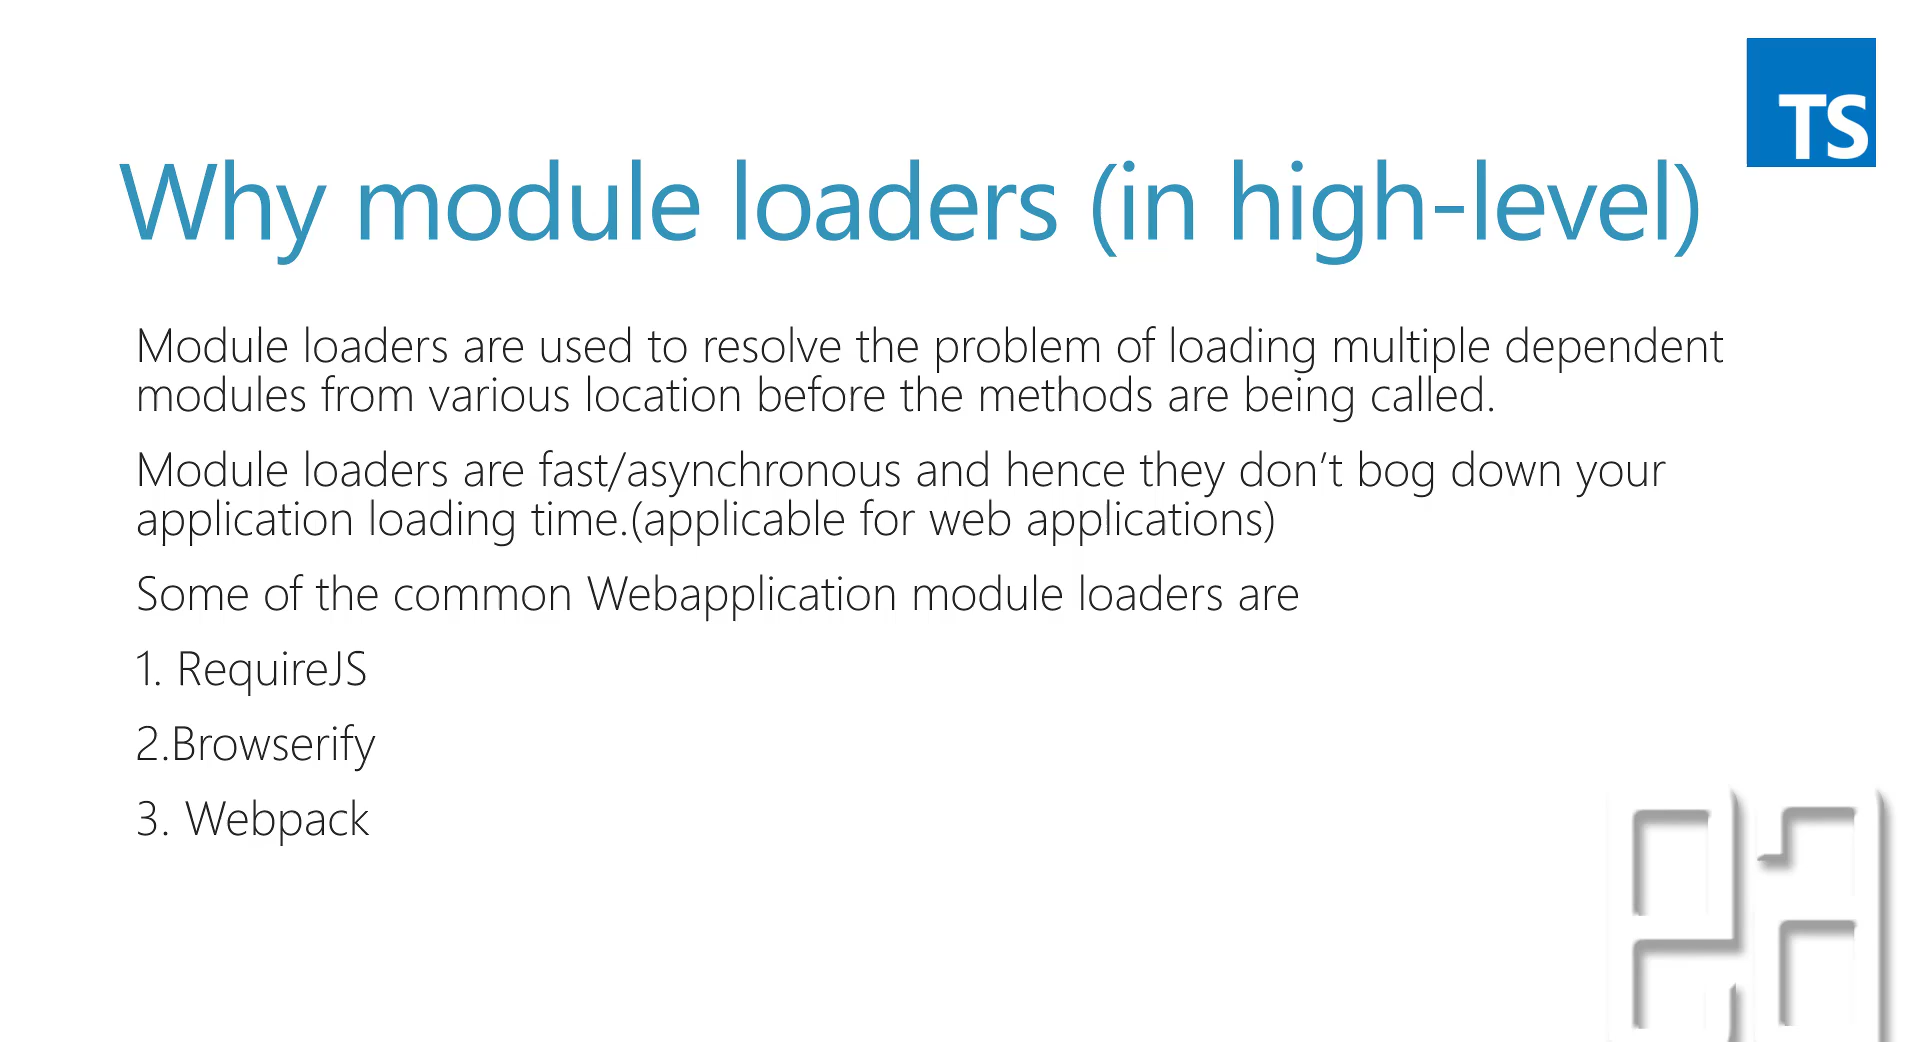 TS
Why module loaders (in high-level)
Module loaders are used to resolve the problem of loading multiple dependent
modules from various location before the methods are being called.
Module loaders are fast/asynchronous and hence they don’t bog down your
application loading time.(applicable for web applications)
Some of the common Webapplication module loaders are
1. RequireJS
2.Browserify
3. Webpack